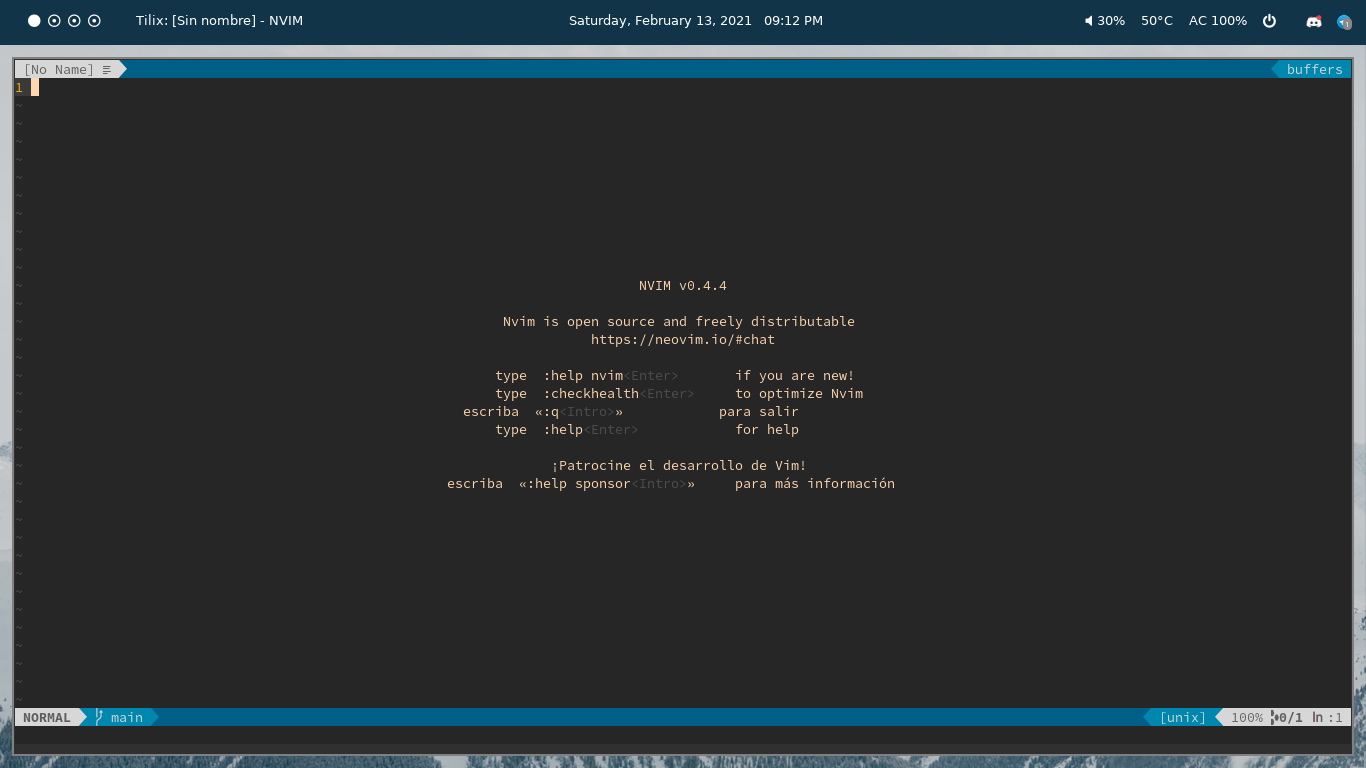 Tilix: [Sin nombre] - NVIM Saturday, February 13, 2021 09:12 PM 30% 50°C AC 100% 1
[No Name] buffers
1
~
~
~
~
~
~
~
~
~
~
~ NVIM v0.4.4
~
~ Nvim is open source and freely distributable
~ https://neovim.io/#chat
~
~ type :help nvim<Enter> if you are new!
~ type :checkhealth<Enter> to optimize Nvim
~ escriba «:q<Intro>» para salir
~ type :help<Enter> for help
~
~ ¡Patrocine el desarrollo de Vim!
~ escriba «:help sponsor<Intro>» para más información
~
~
~
~
~
~
~
~
~
~
~
~
NORMAL main [unix] 100% 0/1 ln :1